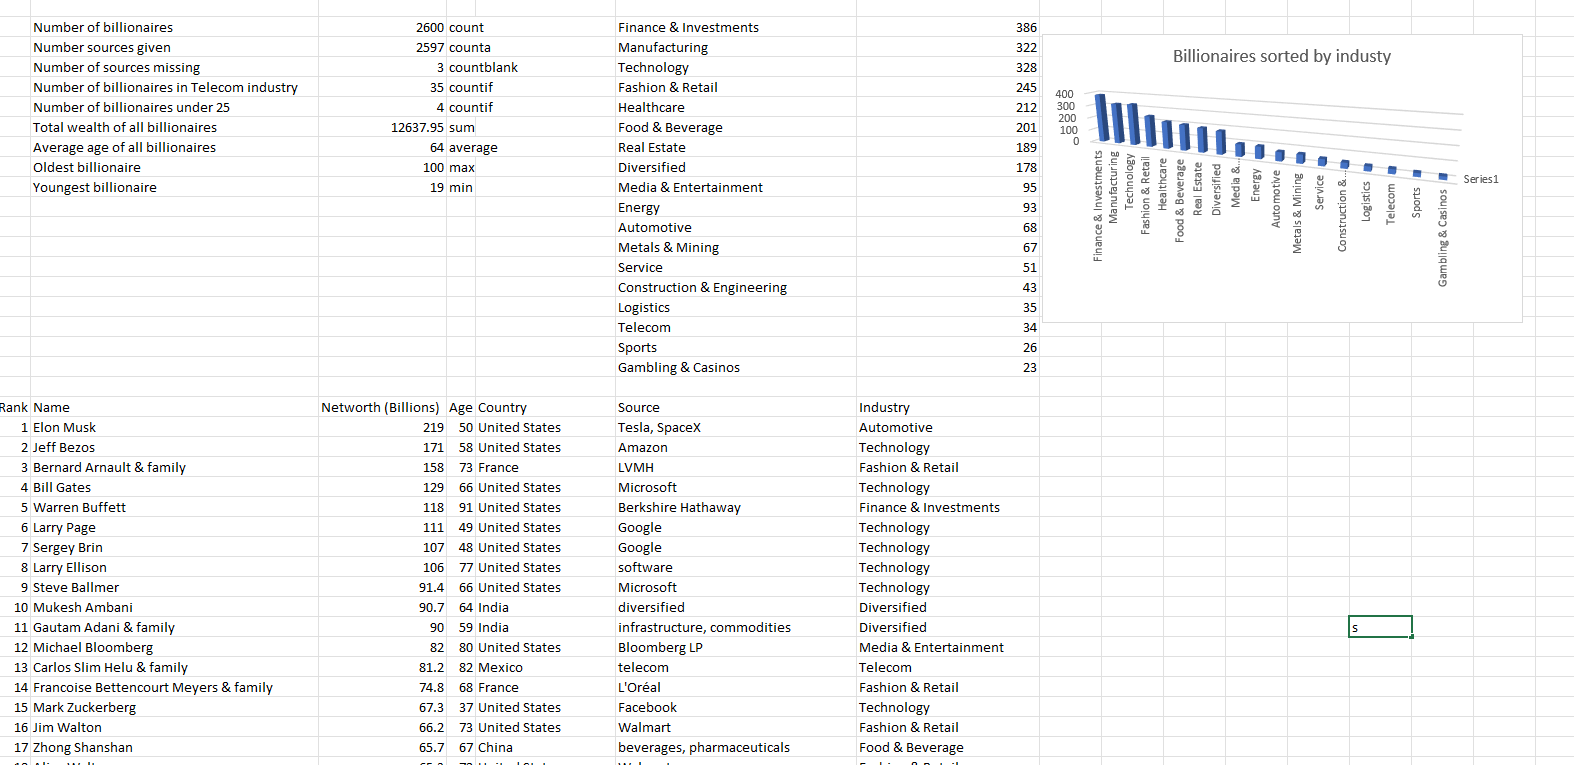 Number of billionaires 2600 count Finance & Investments 386
Number sources given 2597 counta Manufacturing 322
Number of sources missing 3 countblank Technology 328
Number of billionaires in Telecom industry 35 countif Fashion & Retail 245
Number of billionaires under 25 4 countif Healthcare 212
Total wealth of all billionaires 12637.95 sum Food & Beverage 201
Average age of all billionaires 64 average Real Estate 189
Oldest billionaire 100 max Diversified 178
Youngest billionaire 19 min Media & Entertainment 95
Energy 93
Automotive 68
Metals & Mining 67
Service 51
Construction & Engineering 43
Logistics 35
Telecom 34
Sports 26
Gambling & Casinos 23
Billionaires sorted by industy
400
300
200
100
0
Finance & Investments
Manufacturing
Technology
Fashion & Retail
Healthcare
Food & Beverage
Real Estate
Diversified
Media &...
Energy
Automotive
Metals & Mining
Service
Construction &...
Logistics
Telecom
Sports
Gambling & Casinos
Series1
Rank Name Networth (Billions) Age Country Source Industry
1 Elon Musk 219 50 United States Tesla, SpaceX Automotive
2 Jeff Bezos 171 58 United States Amazon Technology
3 Bernard Arnault & family 158 73 France LVMH Fashion & Retail
4 Bill Gates 129 66 United States Microsoft Technology
5 Warren Buffett 118 91 United States Berkshire Hathaway Finance & Investments
6 Larry Page 111 49 United States Google Technology
7 Sergey Brin 107 48 United States Google Technology
8 Larry Ellison 106 77 United States software Technology
9 Steve Ballmer 91.4 66 United States Microsoft Technology
10 Mukesh Ambani 90.7 64 India diversified Diversified
11 Gautam Adani & family 90 59 India infrastructure, commodities Diversified s
12 Michael Bloomberg 82 80 United States Bloomberg LP Media & Entertainment
13 Carlos Slim Helu & family 81.2 82 Mexico telecom Telecom
14 Francoise Bettencourt Meyers & family 74.8 68 France L'Oréal Fashion & Retail
15 Mark Zuckerberg 67.3 37 United States Facebook Technology
16 Jim Walton 66.2 73 United States Walmart Fashion & Retail
17 Zhong Shanshan 65.7 67 China beverages, pharmaceuticals Food & Beverage